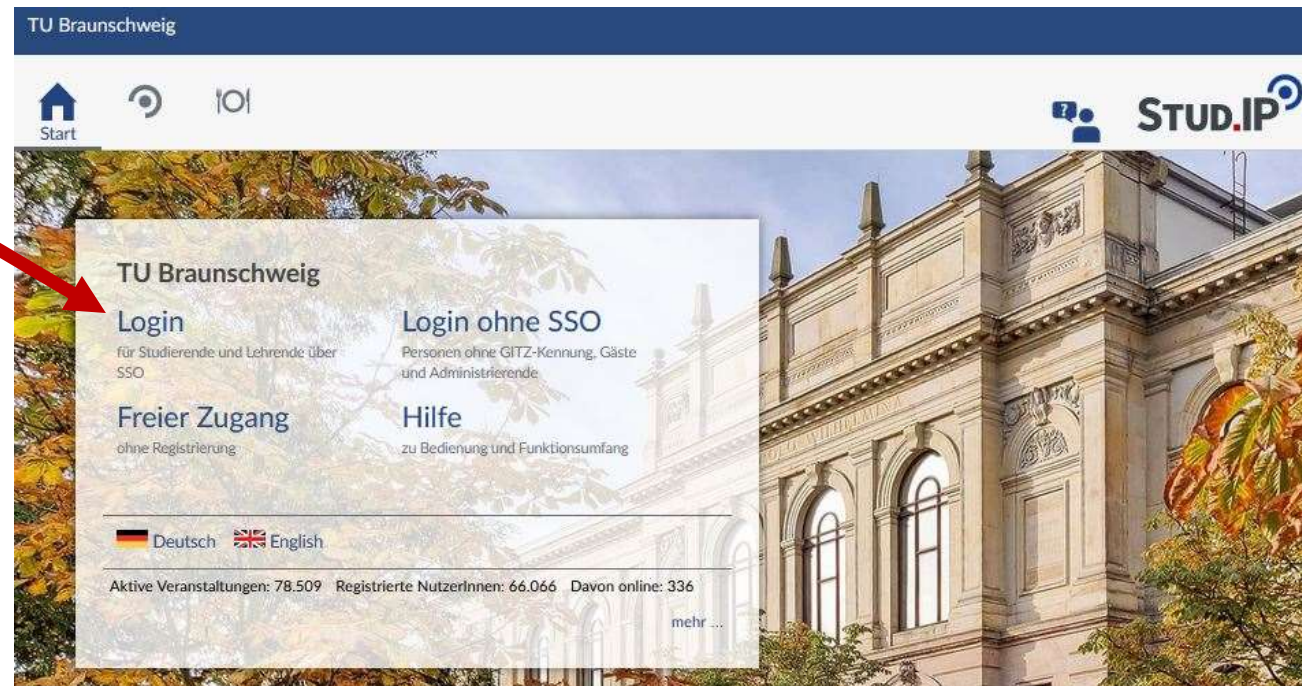 TU Braunschweig
Start
STUD.IP
TU Braunschweig
Login
für Studierende und Lehrende über
SSO
Login ohne SSO
Personen ohne GITZ-Kennung, Gäste
und Administrierende
Freier Zugang
ohne Registrierung
Hilfe
zu Bedienung und Funktionsumfang
Deutsch English
Aktive Veranstaltungen: 78.509 Registrierte NutzerInnen: 66.066 Davon online: 336
mehr ...